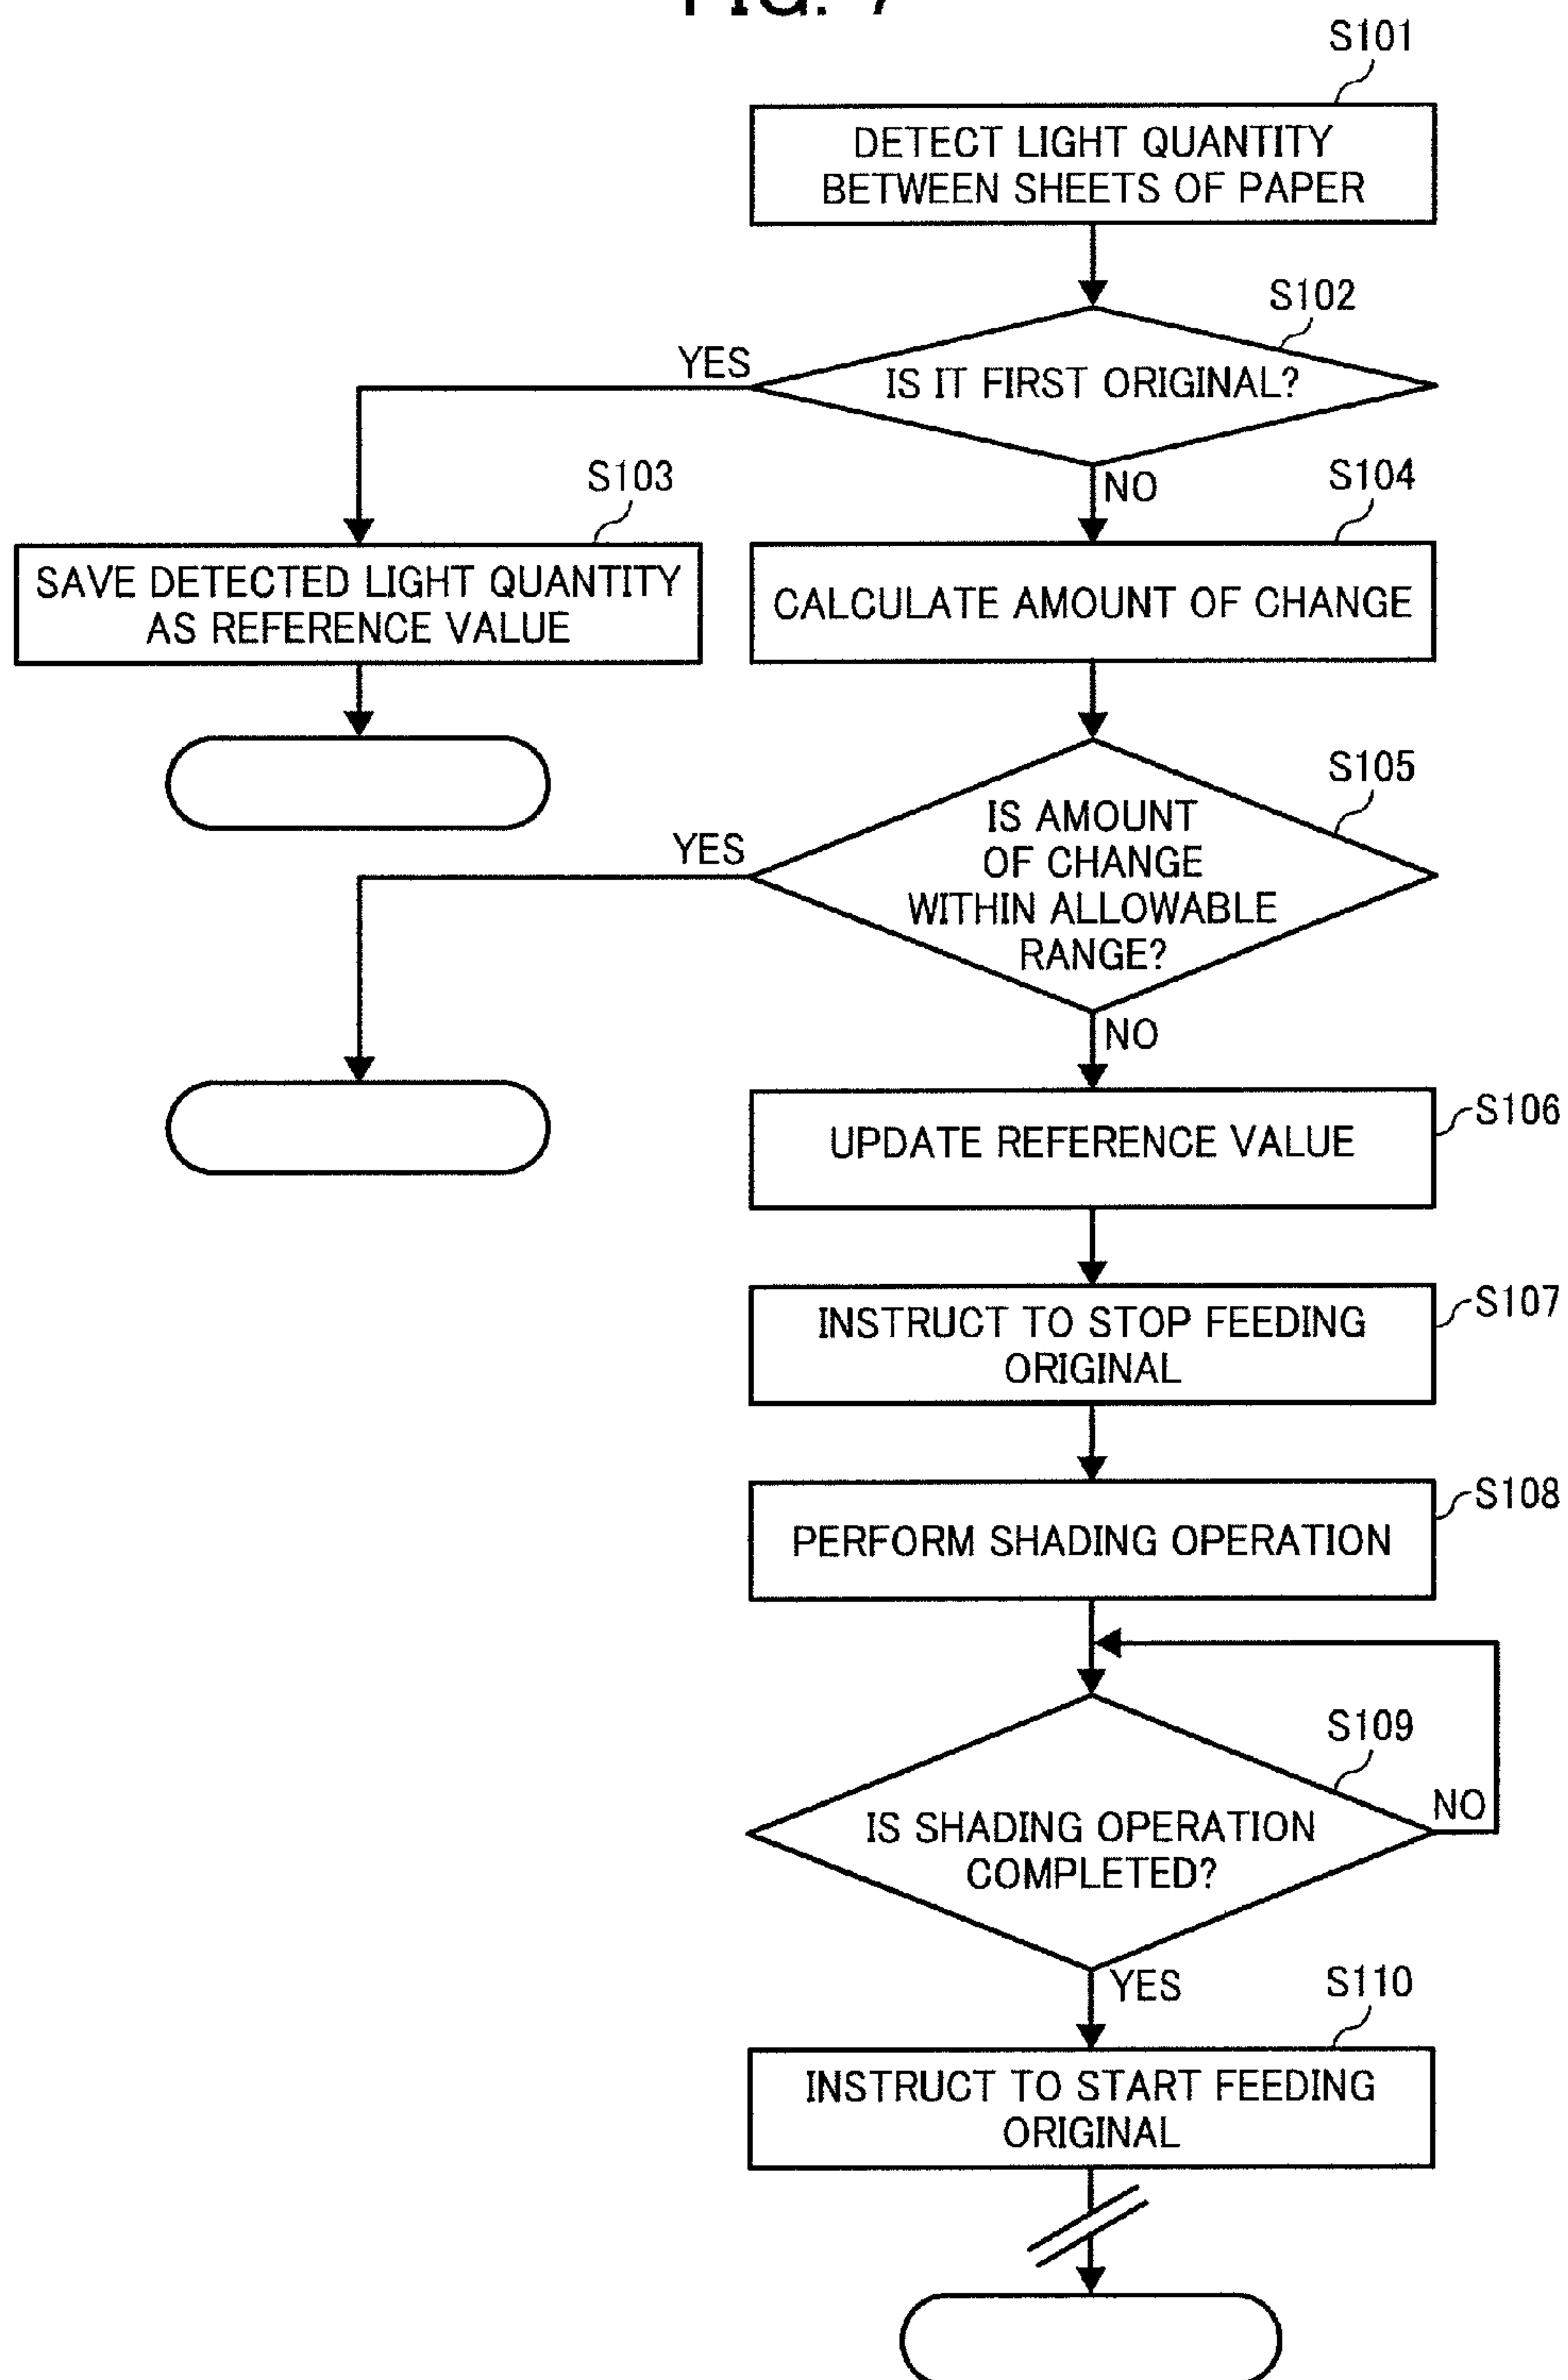 FIG. 7
S101
DETECT LIGHT QUANTITY
BETWEEN SHEETS OF PAPER
S102
IS IT FIRST ORIGINAL?
YES
NO
S103
SAVE DETECTED LIGHT QUANTITY
AS REFERENCE VALUE
S104
CALCULATE AMOUNT OF CHANGE
S105
IS AMOUNT
OF CHANGE
WITHIN ALLOWABLE
RANGE?
YES
NO
S106
UPDATE REFERENCE VALUE
S107
INSTRUCT TO STOP FEEDING
ORIGINAL
S108
PERFORM SHADING OPERATION
S109
IS SHADING OPERATION
COMPLETED?
NO
YES
S110
INSTRUCT TO START FEEDING
ORIGINAL